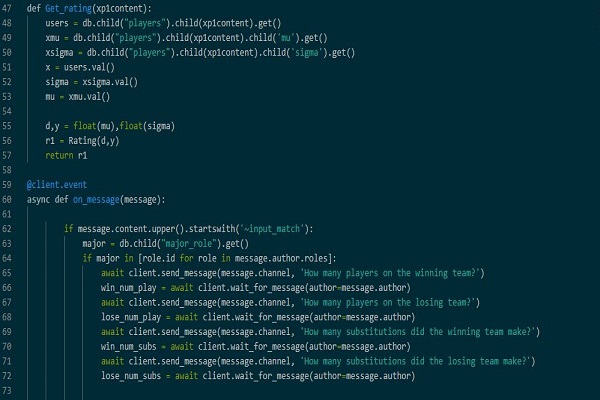 47 def Get_rating(xp1content):
48 users = db.child("players").child(xp1content).get()
49 xmu = db.child("players").child(xp1content).child('mu').get()
50 xsigma = db.child("players").child(xp1content).child('sigma').get()
51 x = users.val()
52 sigma = xsigma.val()
53 mu = xmu.val()
54
55 d,y = float(mu),float(sigma)
56 r1 = Rating(d,y)
57 return r1
58
59 @client.event
60 async def on_message(message):
61
62 if message.content.upper().startswith('~input_match'):
63 major = db.child("major_role").get()
64 if major in [role.id for role in message.author.roles]:
65 await client.send_message(message.channel, 'How many players on the winning team?')
66 win_num_play = await client.wait_for_message(author=message.author)
67 await client.send_message(message.channel, 'How many players on the losing team?')
68 lose_num_play = await client.wait_for_message(author=message.author)
69 await client.send_message(message.channel, 'How many substitutions did the winning team make?')
70 win_num_subs = await client.wait_for_message(author=message.author)
71 await client.send_message(message.channel, 'How many substitutions did the losing team make?')
72 lose_num_subs = await client.wait_for_message(author=message.author)
73